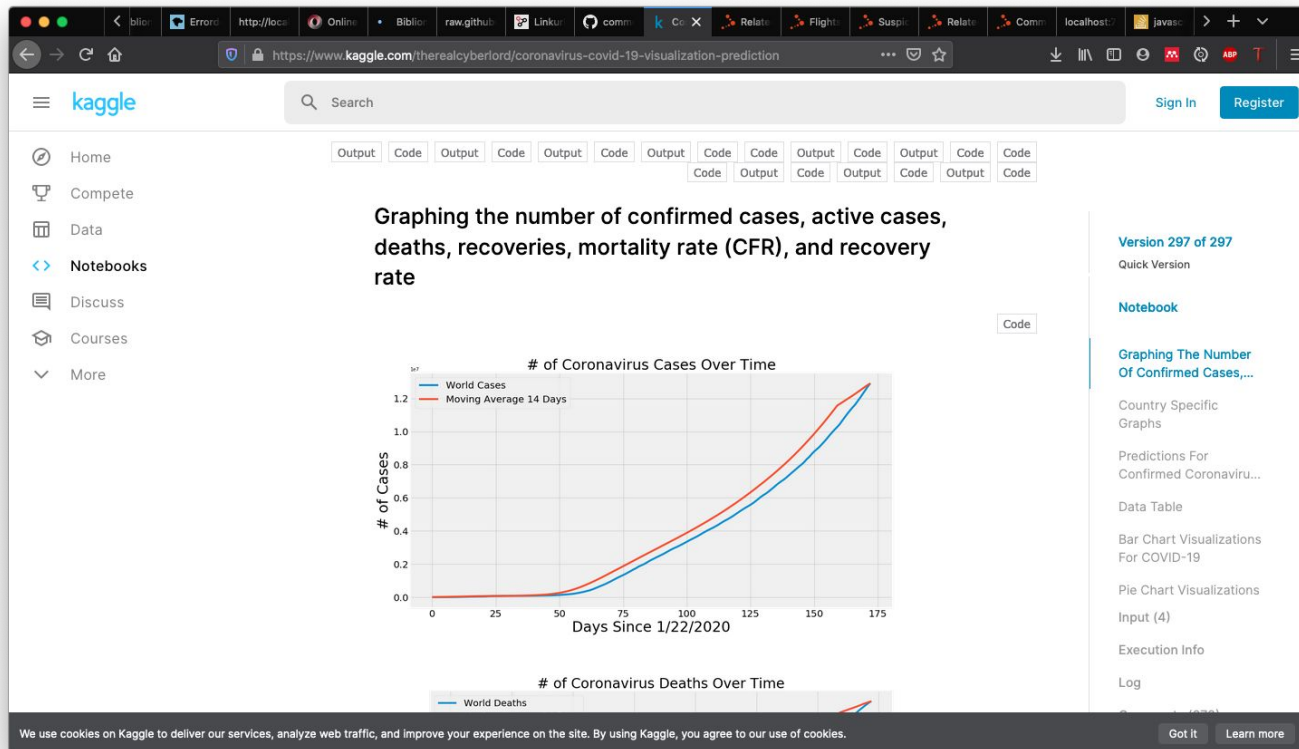 blior
Errord
http://loca
Online
Biblior
raw.github
Linkur
comm
k Co X
Relate
Flights
Suspic
Relate
Comm
localhost:7
javasc
https://www.kaggle.com/therealcyberlord/coronavirus-covid-19-visualization-prediction
ABP
kaggle
Search
Sign In
Register
Home
Compete
Data
Notebooks
Discuss
Courses
More
Output Code Output Code Output Code Output Code Code Output Code Output Code Code
Code Output Code Output Code Output Code
Graphing the number of confirmed cases, active cases,
deaths, recoveries, mortality rate (CFR), and recovery
rate
Code
# of Coronavirus Cases Over Time
1e7
World Cases
Moving Average 14 Days
# of Cases
1.2
1.0
0.8
0.6
0.4
0.2
0.0
0 25 50 75 100 125 150 175
Days Since 1/22/2020
# of Coronavirus Deaths Over Time
World Deaths
Version 297 of 297
Quick Version
Notebook
Graphing The Number
Of Confirmed Cases,...
Country Specific
Graphs
Predictions For
Confirmed Coronaviru...
Data Table
Bar Chart Visualizations
For COVID-19
Pie Chart Visualizations
Input (4)
Execution Info
Log
We use cookies on Kaggle to deliver our services, analyze web traffic, and improve your experience on the site. By using Kaggle, you agree to our use of cookies.
Got it
Learn more